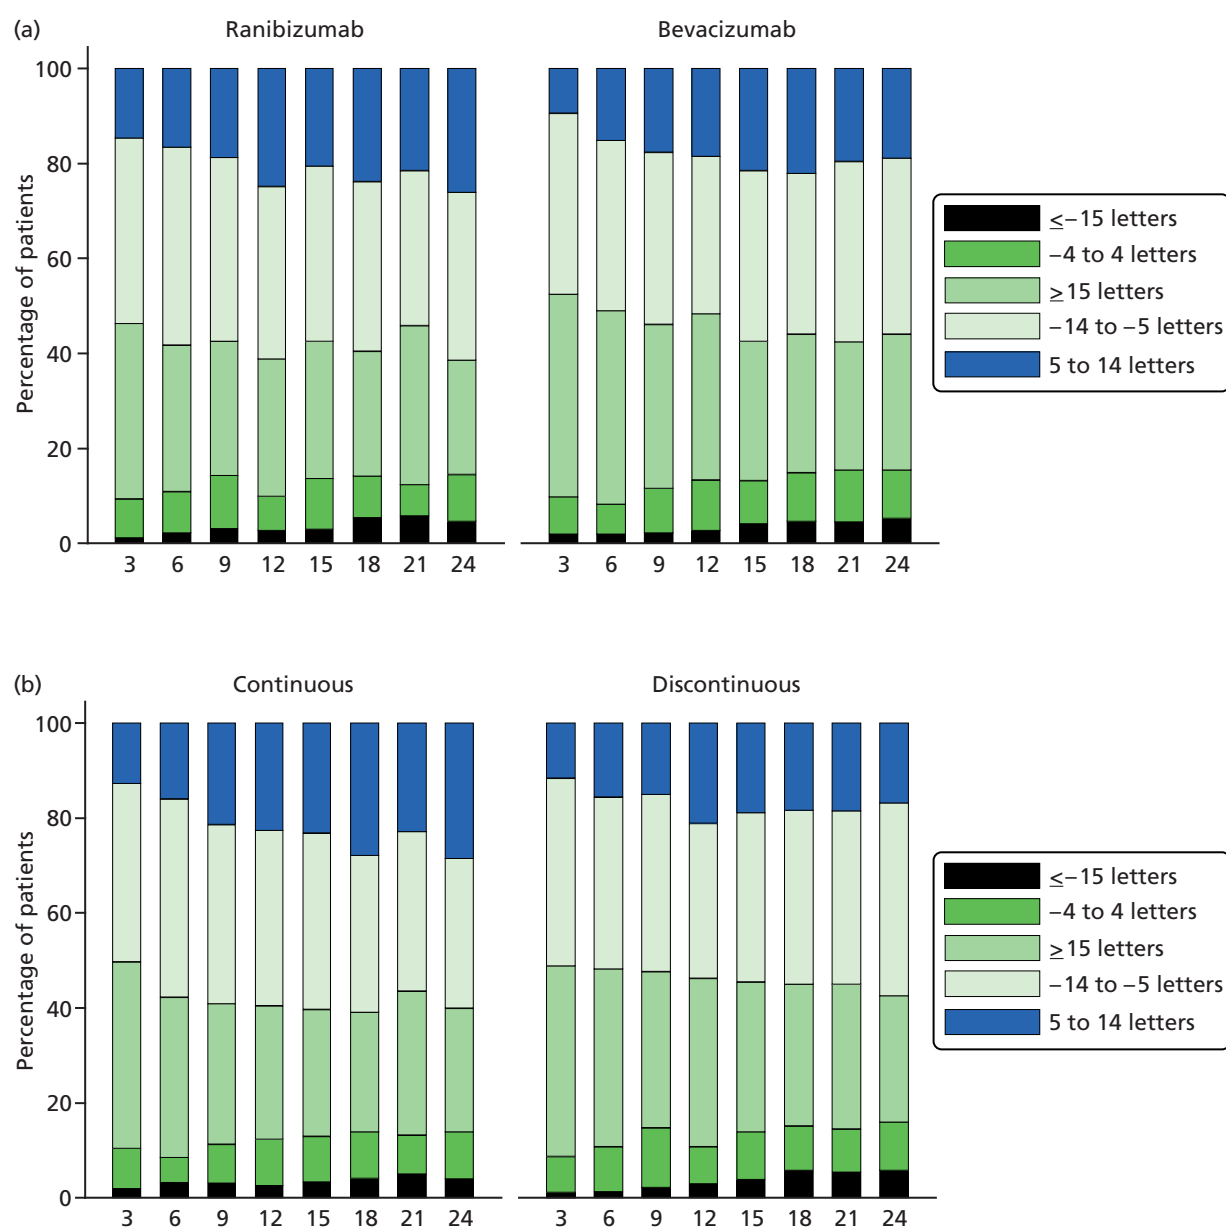 (a)
Ranibizumab
Bevacizumab
Percentage of patients
100
80
60
40
20
0
3 6 9 12 15 18 21 24
3 6 9 12 15 18 21 24
≤−15 letters
−4 to 4 letters
≥15 letters
−14 to −5 letters
5 to 14 letters
(b)
Continuous
Discontinuous
Percentage of patients
100
80
60
40
20
0
3 6 9 12 15 18 21 24
3 6 9 12 15 18 21 24
≤−15 letters
−4 to 4 letters
≥15 letters
−14 to −5 letters
5 to 14 letters